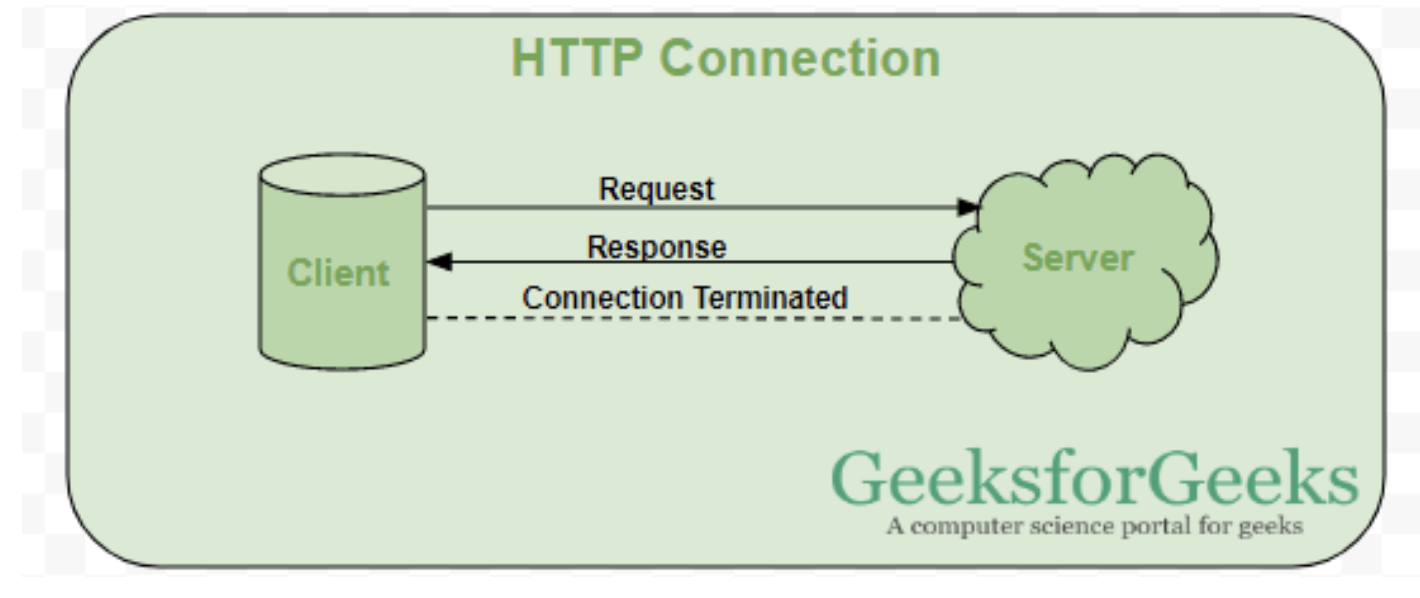 HTTP Connection
Request
Response
Client
Server
Connection Terminated
GeeksforGeeks
A computer science portal for geeks